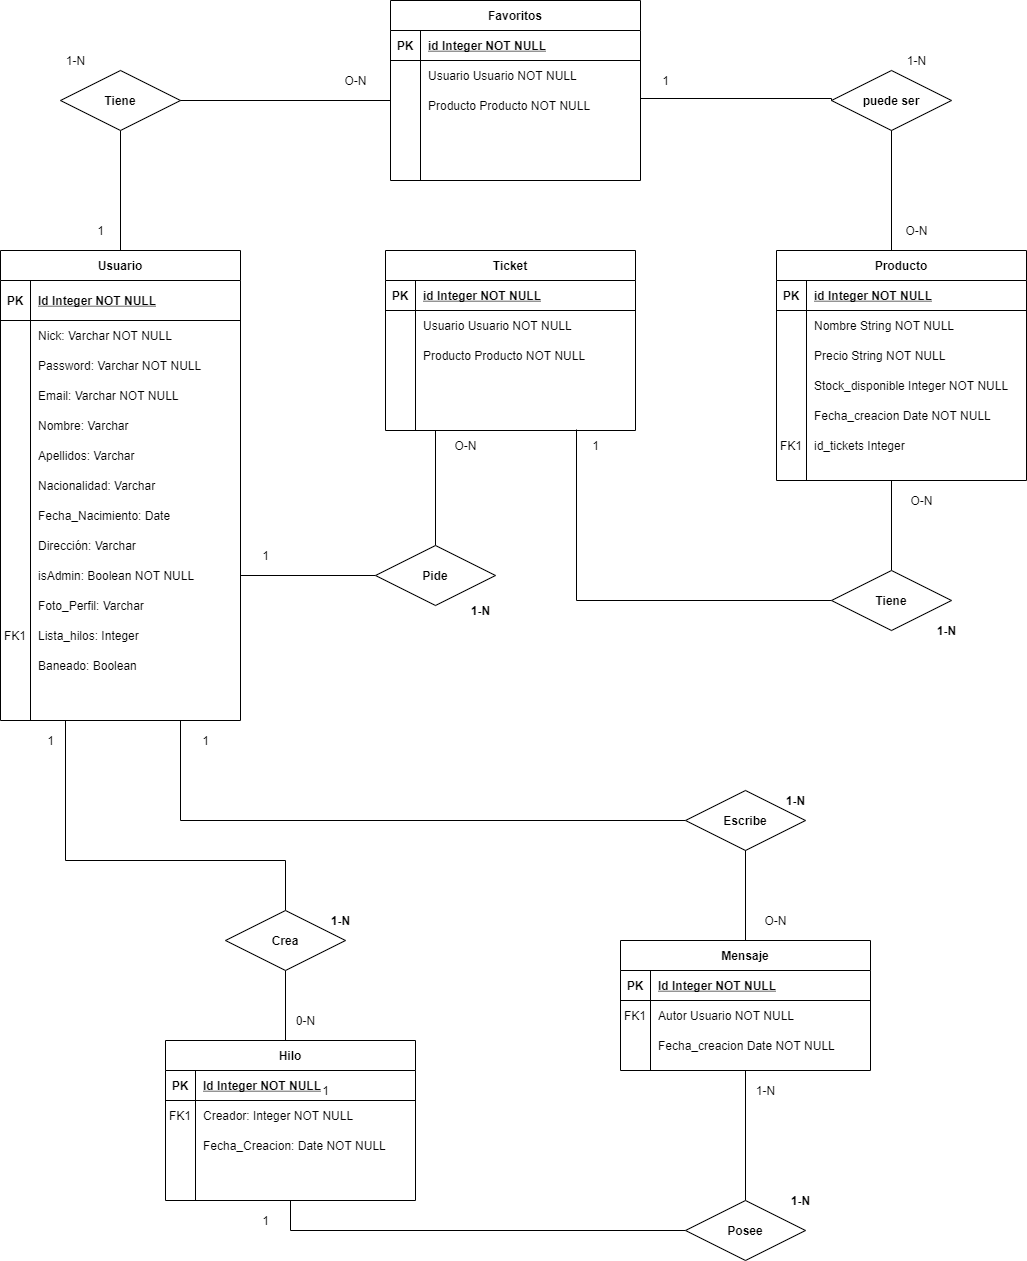 Favoritos
PK id Integer NOT NULL
Usuario Usuario NOT NULL
Producto Producto NOT NULL
1-N
Tiene
O-N
1
1
1-N
puede ser
O-N
Usuario
PK Id Integer NOT NULL
Nick: Varchar NOT NULL
Password: Varchar NOT NULL
Email: Varchar NOT NULL
Nombre: Varchar
Apellidos: Varchar
Nacionalidad: Varchar
Fecha_Nacimiento: Date
Dirección: Varchar
isAdmin: Boolean NOT NULL
Foto_Perfil: Varchar
FK1 Lista_hilos: Integer
Baneado: Boolean
Ticket
PK id Integer NOT NULL
Usuario Usuario NOT NULL
Producto Producto NOT NULL
Producto
PK id Integer NOT NULL
Nombre String NOT NULL
Precio String NOT NULL
Stock_disponible Integer NOT NULL
Fecha_creacion Date NOT NULL
FK1 id_tickets Integer
O-N
1
O-N
1
Pide
1-N
Tiene
1-N
1
1
1-N
Escribe
O-N
1-N
Crea
0-N
Mensaje
PK Id Integer NOT NULL
FK1 Autor Usuario NOT NULL
Fecha_creacion Date NOT NULL
Hilo
PK Id Integer NOT NULL
1
FK1 Creador: Integer NOT NULL
Fecha_Creacion: Date NOT NULL
1-N
1
1-N
Posee